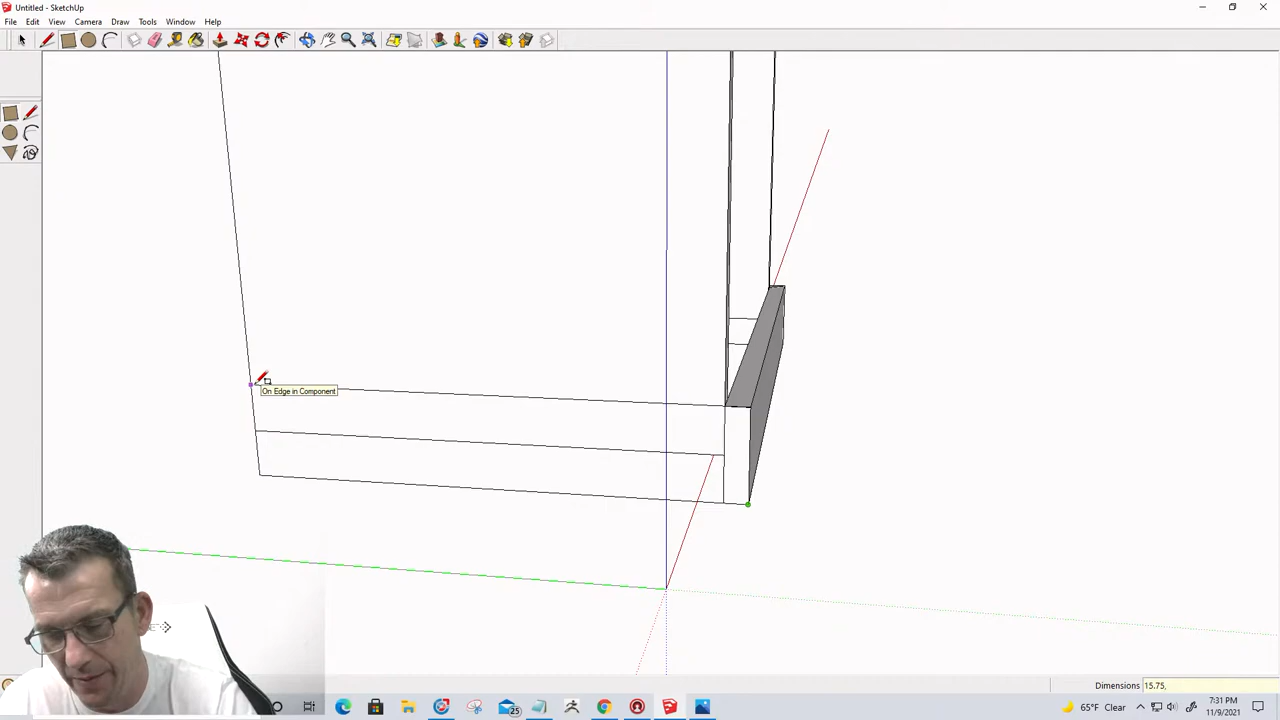 Untitled - SketchUp
File Edit View Camera Draw Tools Window Help
On Edge in Component
Dimensions 15.75,
25
65°F Clear
7:31 PM
11/9/2021